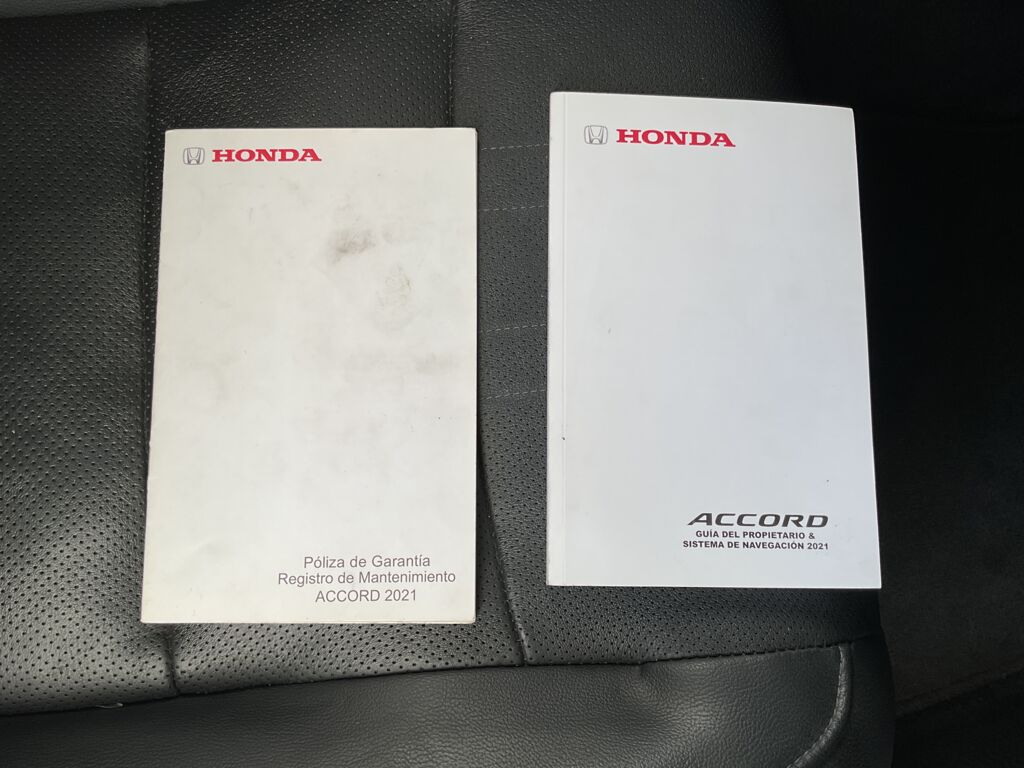 HONDA
Póliza de Garantía
Registro de Mantenimiento
ACCORD 2021
HONDA
ACCORD
GUÍA DEL PROPIETARIO &
SISTEMA DE NAVEGACIÓN 2021